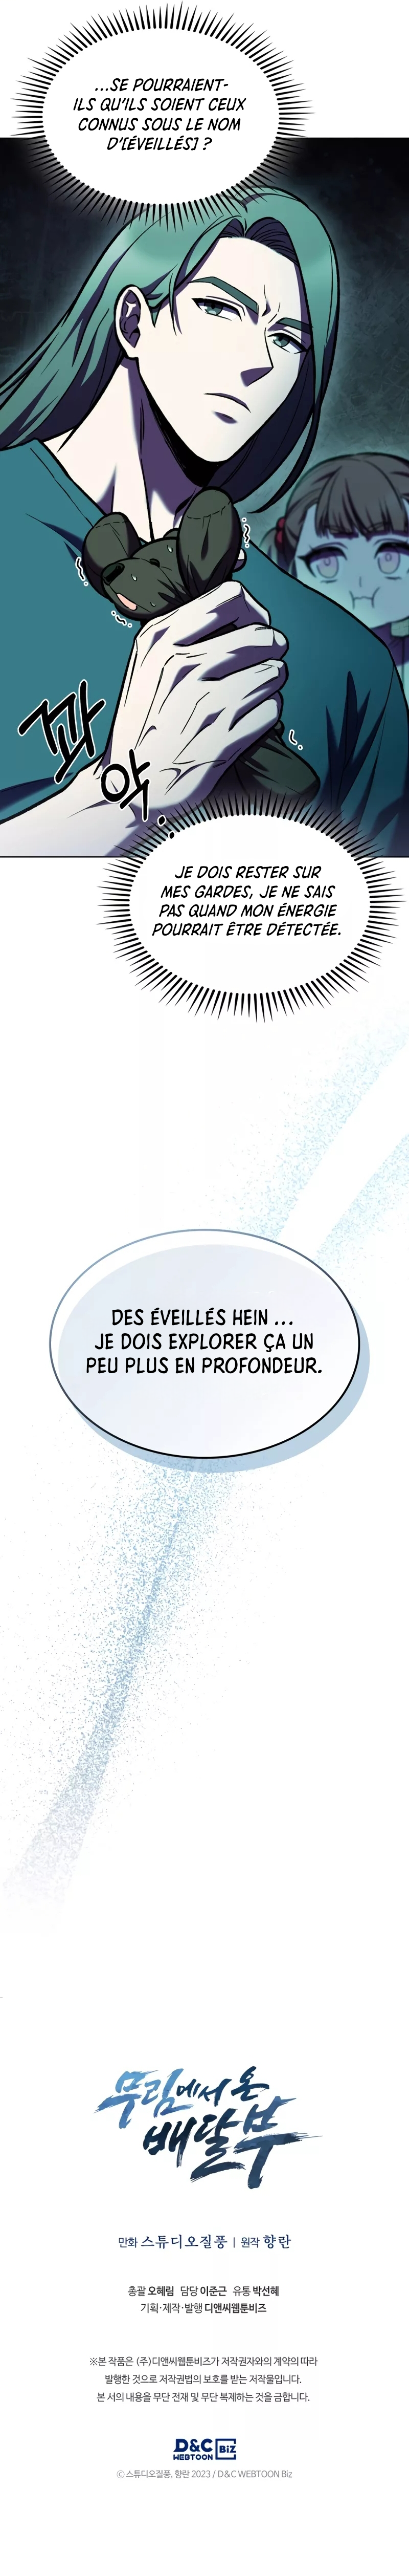 ...SE POURRAIENT-
ILS QU'ILS SOIENT CEUX
CONNUS SOUS LE NOM
D'[ÉVEILLÉS] ?
꽈
악
JE DOIS RESTER SUR
MES GARDES, JE NE SAIS
PAS QUAND MON ÉNERGIE
POURRAIT ÊTRE DÉTECTÉE.
DES ÉVEILLÉS HEIN ...
JE DOIS EXPLORER ÇA UN
PEU PLUS EN PROFONDEUR.
무림에서 온
배달부
만화 스튜디오질풍 | 원작 향란
총괄 오혜림 담당 이준근 유통 박선혜
기획·제작·발행 디앤씨웹툰비즈
※본 작품은 (주)디앤씨웹툰비즈가 저작권자와의 계약의 따라
발행한 것으로 저작권법의 보호를 받는 저작물입니다.
본 서의 내용을 무단 전재 및 무단 복제하는 것을 금합니다.
D&C
WEBTOON Biz
© 스튜디오질풍, 향란 2023 / D&C WEBTOON Biz